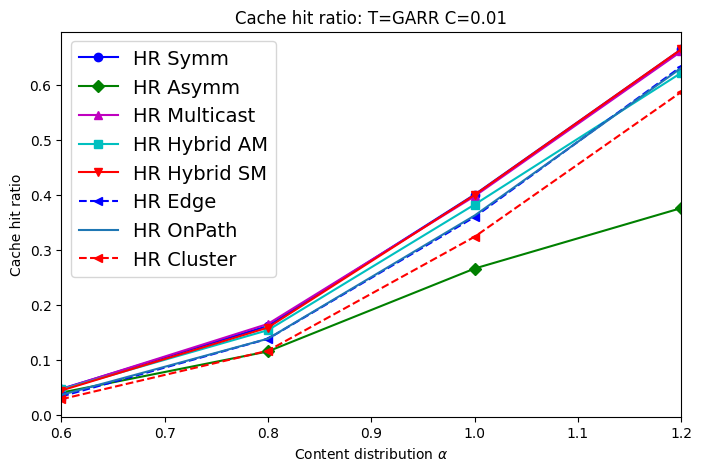 Cache hit ratio: T=GARR C=0.01
HR Symm
HR Asymm
HR Multicast
HR Hybrid AM
HR Hybrid SM
HR Edge
HR OnPath
HR Cluster
Cache hit ratio
0.6
0.5
0.4
0.3
0.2
0.1
0.0
0.6 0.7 0.8 0.9 1.0 1.1 1.2
Content distribution α